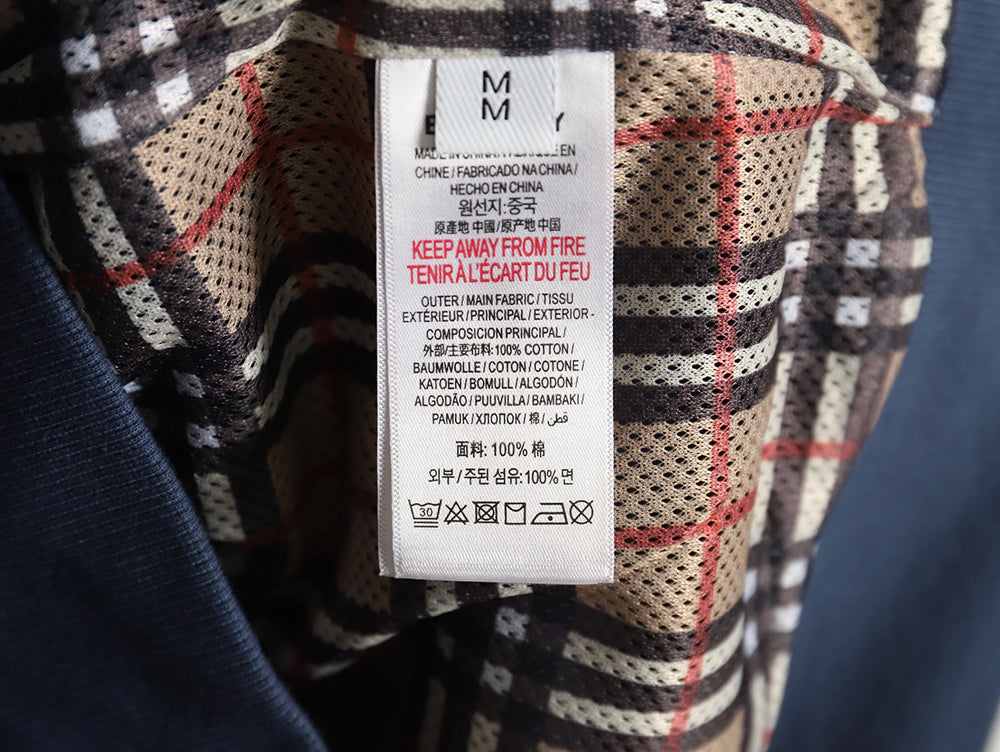 M
M
MADE IN CHINA / FABRIQUÉ EN
CHINE / FABRICADO NA CHINA /
HECHO EN CHINA
원선지:중국
原產地 中國 / 原产地 中国
KEEP AWAY FROM FIRE
TENIR À L'ÉCART DU FEU
OUTER / MAIN FABRIC / TISSU
EXTÉRIEUR / PRINCIPAL / EXTERIOR -
COMPOSICION PRINCIPAL /
外部/主要布料: 100% COTTON /
BAUMWOLLE / COTON / COTONE /
KATOEN / BOMULL / ALGODÓN /
ALGODÃO / PUUVILLA / BAMBAKI /
PAMUK / ХЛОПОК / 棉 / قطن
面料: 100% 棉
외부 / 주된 섬유: 100% 면
30